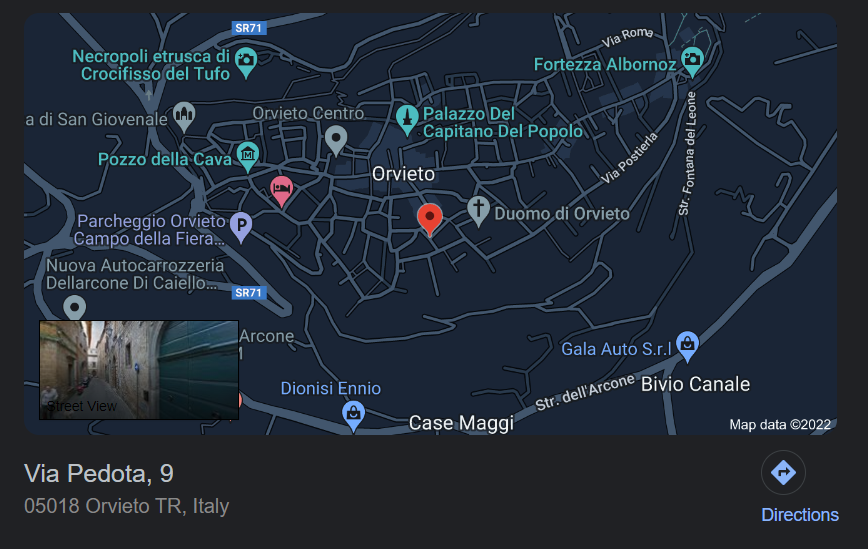 SR71
Via Roma
Necropoli etrusca di
Crocifisso del Tufo
Fortezza Albornoz
a di San Giovenale
Orvieto Centro
Palazzo Del
Capitano Del Popolo
Pozzo della Cava
Via Postierla
Str. Fontana del Leone
Orvieto
P
Parcheggio Orvieto
Campo della Fiera...
Duomo di Orvieto
Nuova Autocarrozzeria
Dellarcone Di Caiello...
SR71
Arcone
Gala Auto S.r.l
Street View
Dionisi Ennio
Str. dell'Arcone
Bivio Canale
Case Maggi
Map data ©2022
Via Pedota, 9
05018 Orvieto TR, Italy
Directions